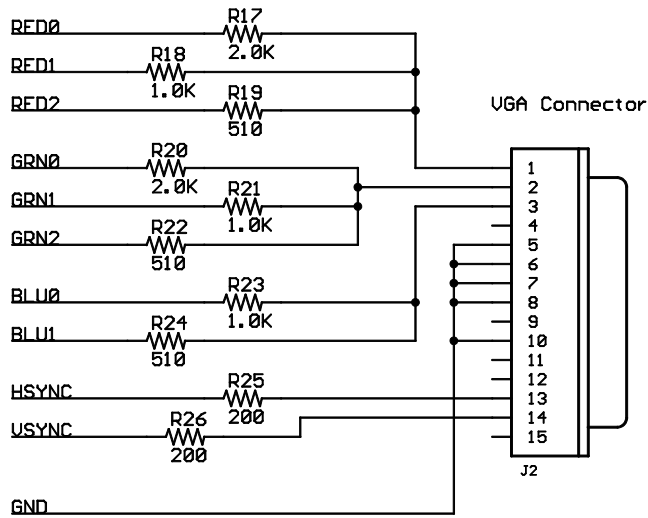 RED0
R17
2.0K
RED1
R18
1.0K
RED2
R19
510
VGA Connector
GRN0
R20
2.0K
GRN1
R21
1.0K
GRN2
R22
510
BLU0
R23
1.0K
BLU1
R24
510
HSYNC
R25
200
VSYNC
R26
200
GND
1
2
3
4
5
6
7
8
9
10
11
12
13
14
15
J2